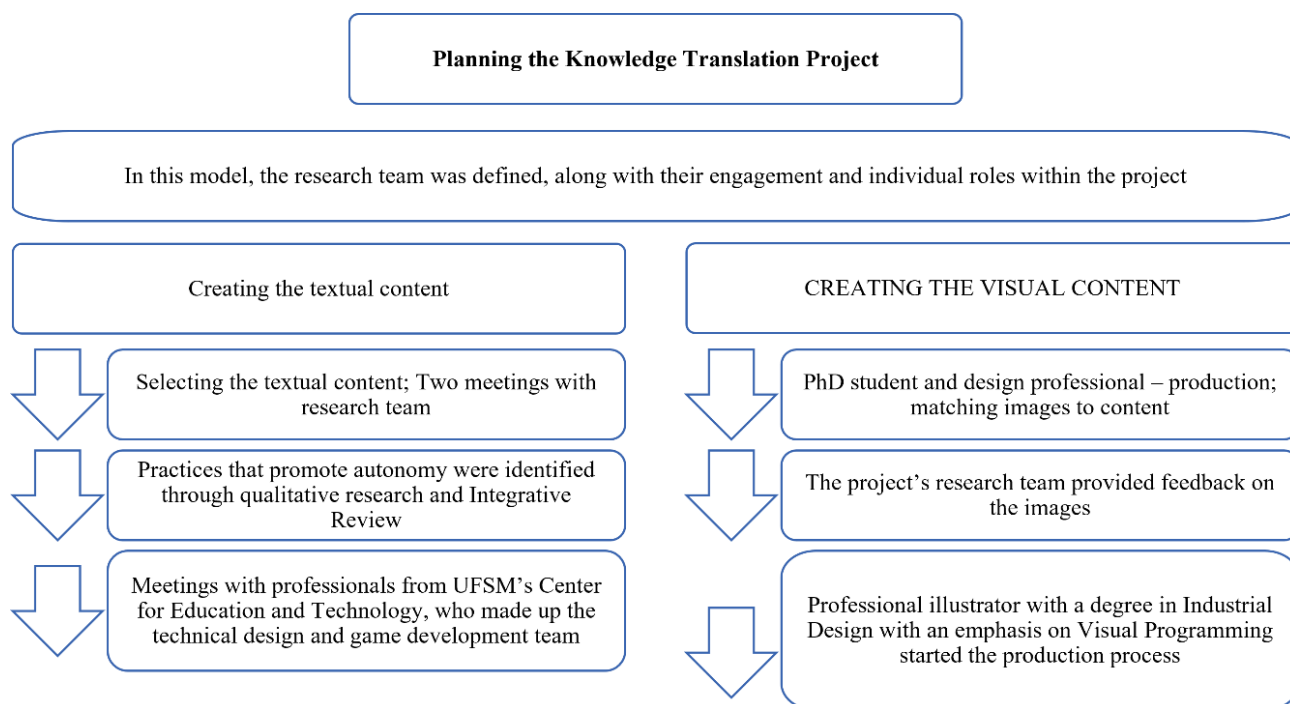 Planning the Knowledge Translation Project
In this model, the research team was defined, along with their engagement and individual roles within the project
Creating the textual content
Selecting the textual content; Two meetings with
research team
Practices that promote autonomy were identified
through qualitative research and Integrative
Review
Meetings with professionals from UFSM’s Center
for Education and Technology, who made up the
technical design and game development team
CREATING THE VISUAL CONTENT
PhD student and design professional – production;
matching images to content
The project’s research team provided feedback on
the images
Professional illustrator with a degree in Industrial
Design with an emphasis on Visual Programming
started the production process